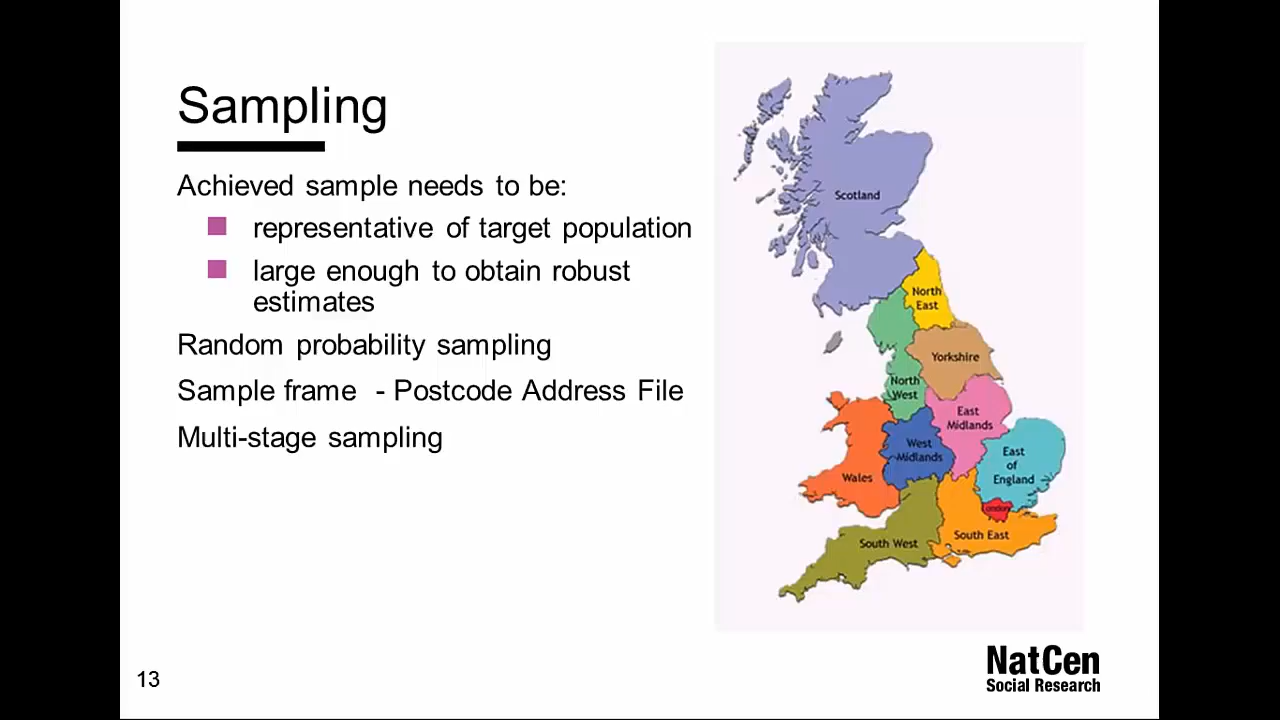 Sampling
Achieved sample needs to be:
representative of target population
large enough to obtain robust
estimates
Random probability sampling
Sample frame - Postcode Address File
Multi-stage sampling
Scotland
North
East
Yorkshire
North
West
East
Midlands
West
Midlands
East
of
England
Wales
London
South East
South West
13
NatCen
Social Research